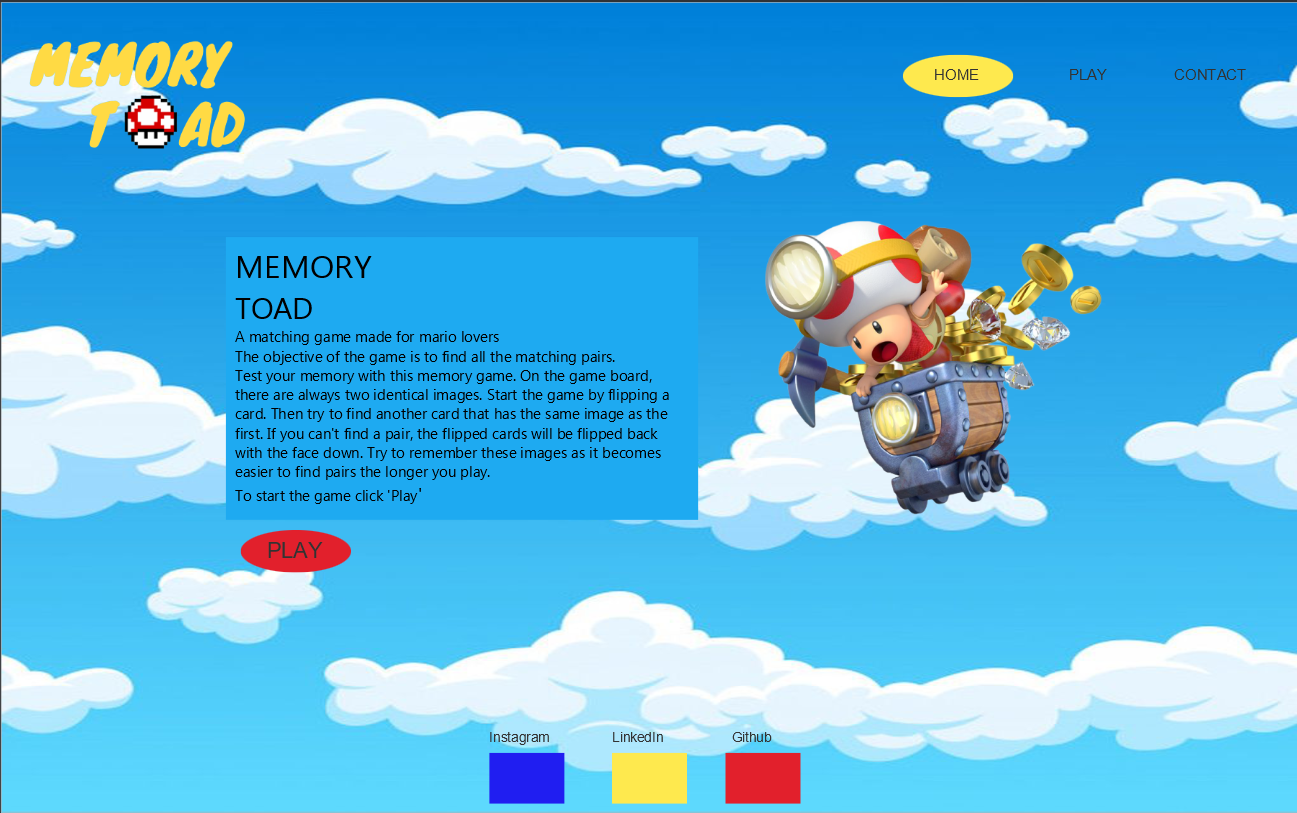 MEMORY
T AD
HOME PLAY CONTACT
MEMORY
TOAD
A matching game made for mario lovers
The objective of the game is to find all the matching pairs.
Test your memory with this memory game. On the game board,
there are always two identical images. Start the game by flipping a
card. Then try to find another card that has the same image as the
first. If you can't find a pair, the flipped cards will be flipped back
with the face down. Try to remember these images as it becomes
easier to find pairs the longer you play.
To start the game click 'Play'
PLAY
Instagram LinkedIn Github